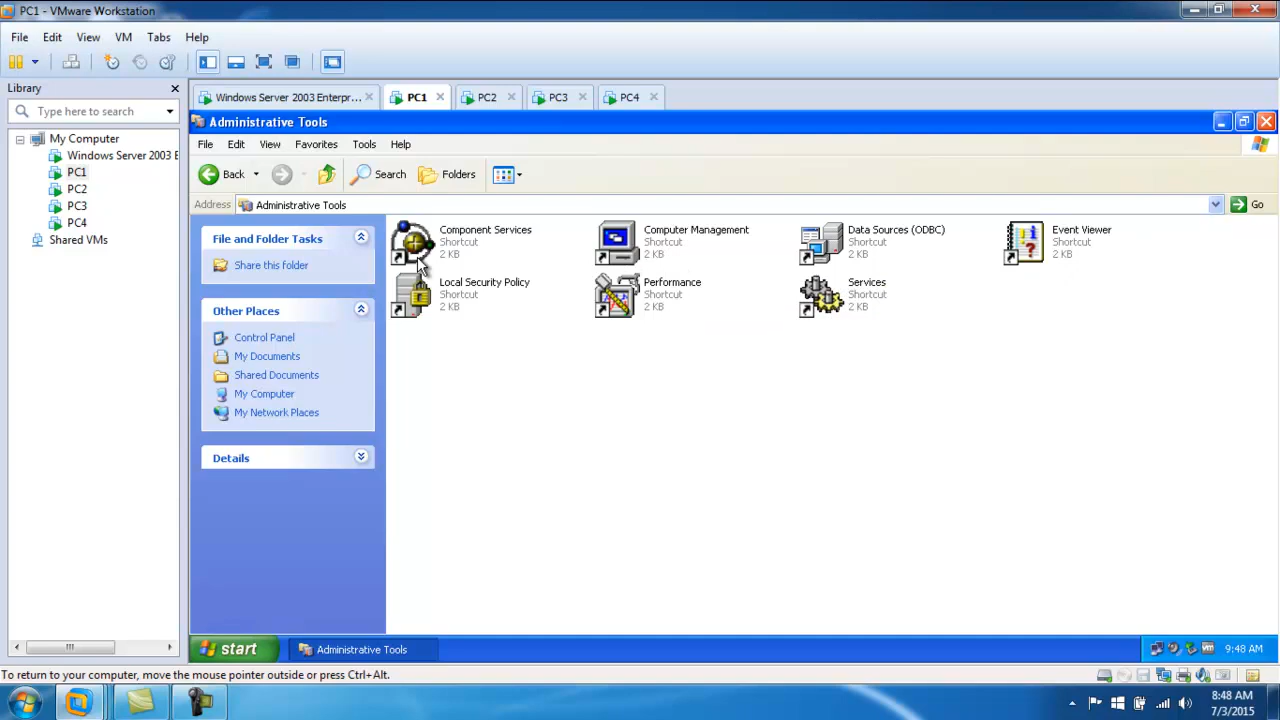 PC1 - VMware Workstation
File Edit View VM Tabs Help
Library
Type here to search
My Computer
Windows Server 2003 E
PC1
PC2
PC3
PC4
Shared VMs
Windows Server 2003 Enterpr... PC1 PC2 PC3 PC4
Administrative Tools
File Edit View Favorites Tools Help
Back Search Folders
Address Administrative Tools Go
File and Folder Tasks
Share this folder
Other Places
Control Panel
My Documents
Shared Documents
My Computer
My Network Places
Details
Component Services
Shortcut
2 KB
Computer Management
Shortcut
2 KB
Data Sources (ODBC)
Shortcut
2 KB
Event Viewer
Shortcut
2 KB
Local Security Policy
Shortcut
2 KB
Performance
Shortcut
2 KB
Services
Shortcut
2 KB
start Administrative Tools 9:48 AM
To return to your computer, move the mouse pointer outside or press Ctrl+Alt.
8:48 AM
7/3/2015